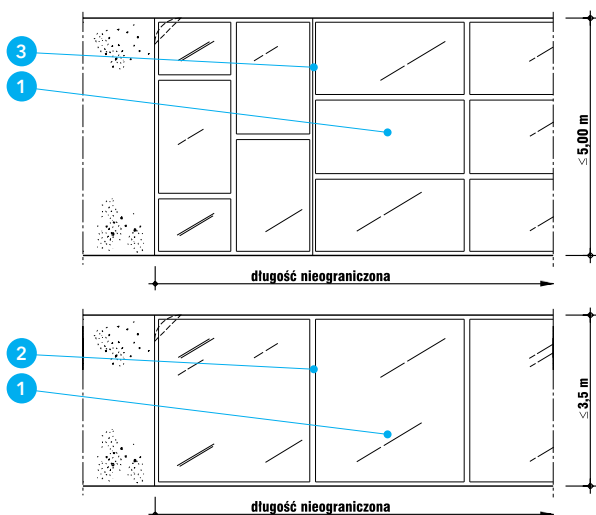 3
1
≤ 5,00 m
długość nieograniczona
2
1
≤ 3,5 m
długość nieograniczona